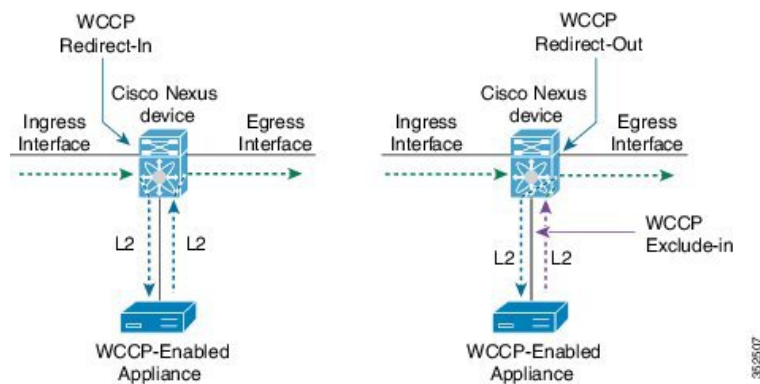 WCCP
Redirect-In
Cisco Nexus
device
Ingress
Interface
Egress
Interface
L2
L2
WCCP-Enabled
Appliance
WCCP
Redirect-Out
Cisco Nexus
device
Ingress
Interface
Egress
Interface
WCCP
Exclude-in
L2
L2
WCCP-Enabled
Appliance
352507